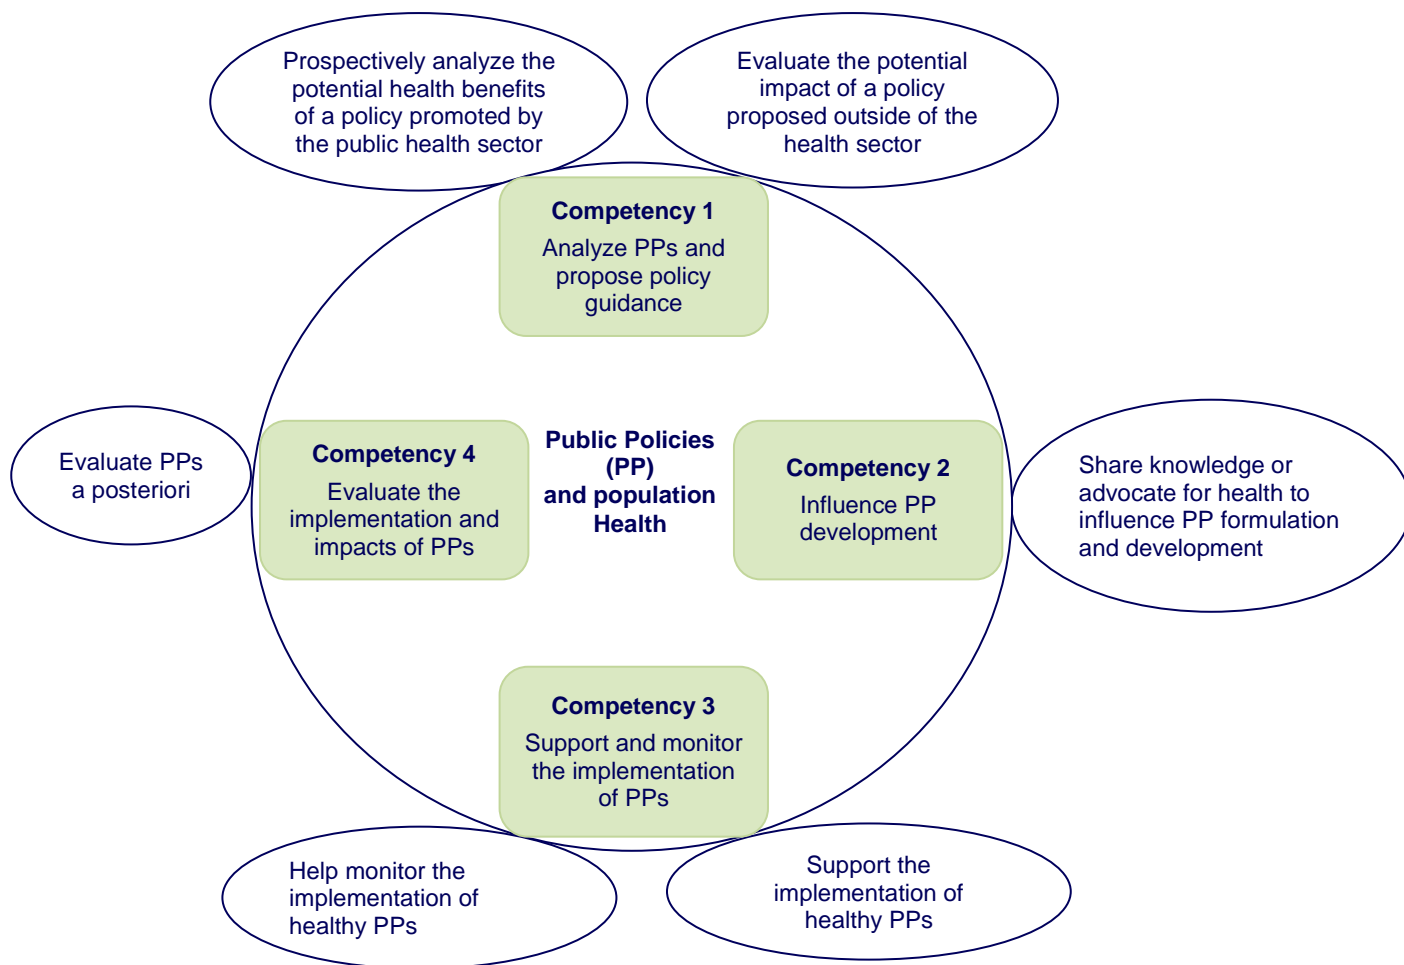 Prospectively analyze the
potential health benefits
of a policy promoted by
the public health sector
Evaluate the potential
impact of a policy
proposed outside of the
health sector
Competency 1
Analyze PPs and
propose policy
guidance
Evaluate PPs
a posteriori
Competency 4
Evaluate the
implementation and
impacts of PPs
Public Policies
(PP)
and population
Health
Competency 2
Influence PP
development
Share knowledge or
advocate for health to
influence PP formulation
and development
Competency 3
Support and monitor
the implementation
of PPs
Help monitor the
implementation of
healthy PPs
Support the
implementation of
healthy PPs